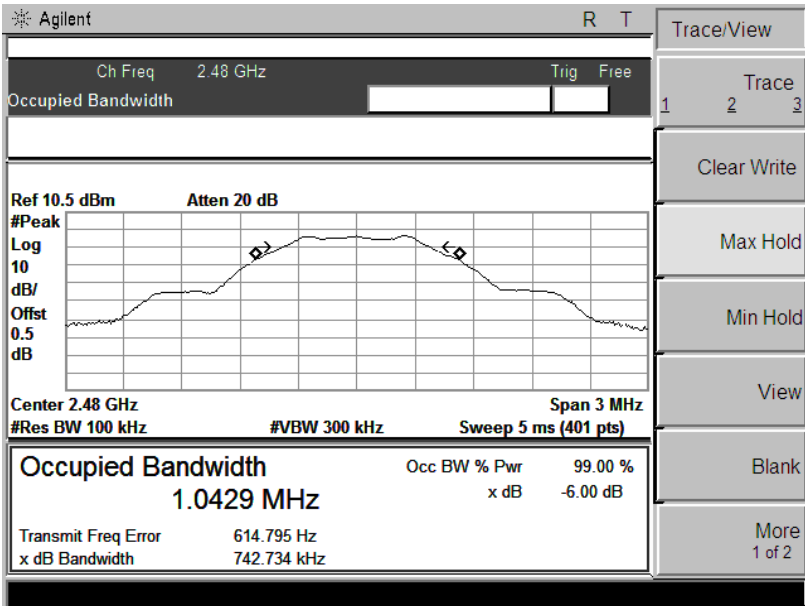 Agilent
R T
Trace/View
Ch Freq 2.48 GHz Trig Free
Occupied Bandwidth
Trace
1 2 3
Clear Write
Max Hold
Min Hold
View
Blank
More
1 of 2
Ref 10.5 dBm Atten 20 dB
#Peak
Log
10
dB/
Offst
0.5
dB
Center 2.48 GHz Span 3 MHz
#Res BW 100 kHz #VBW 300 kHz Sweep 5 ms (401 pts)
Occupied Bandwidth
1.0429 MHz
Occ BW % Pwr 99.00 %
x dB -6.00 dB
Transmit Freq Error 614.795 Hz
x dB Bandwidth 742.734 kHz